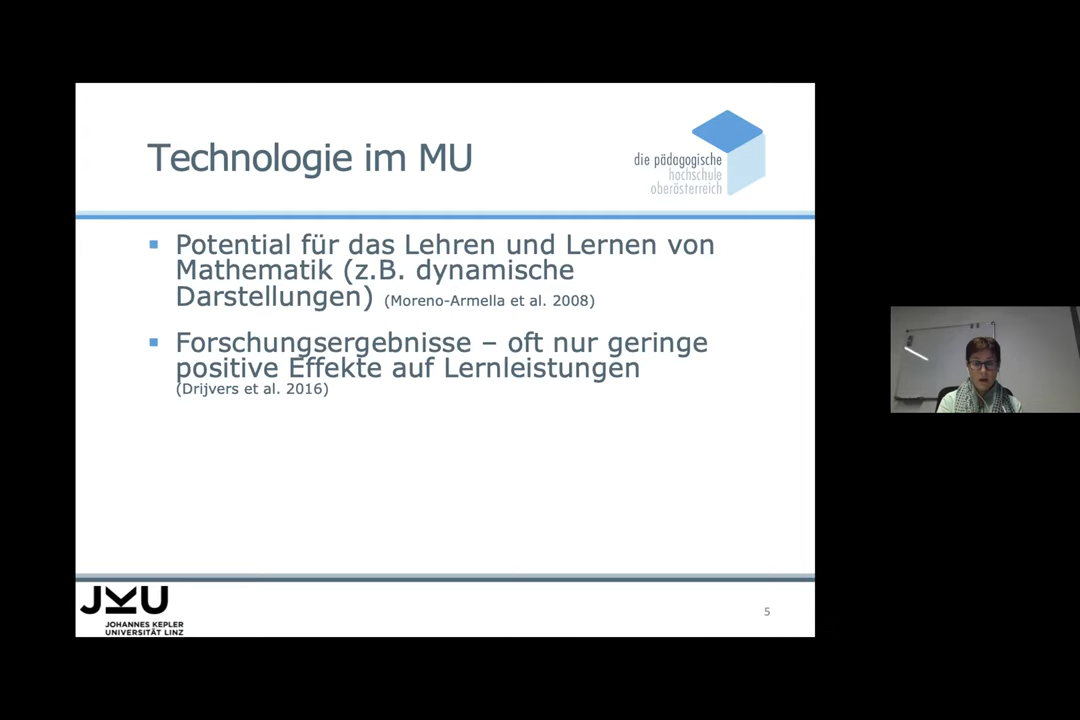 Technologie im MU
die pädagogische
hochschule
oberösterreich
▪ Potential für das Lehren und Lernen von
Mathematik (z.B. dynamische
Darstellungen) (Moreno-Armella et al. 2008)
▪ Forschungsergebnisse – oft nur geringe
positive Effekte auf Lernleistungen
(Drijvers et al. 2016)
JKU
JOHANNES KEPLER
UNIVERSITÄT LINZ
5